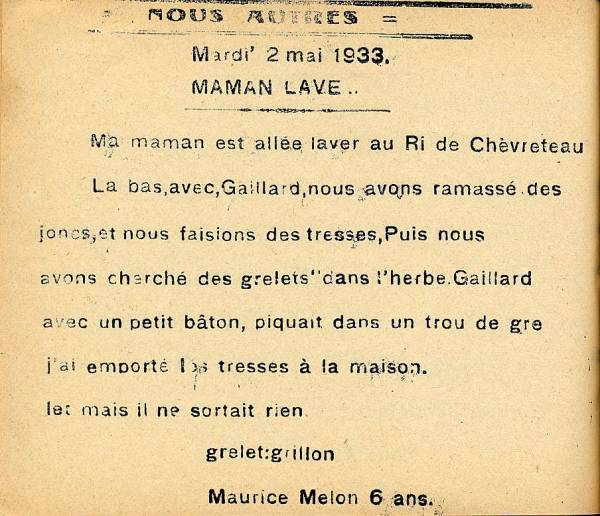 = NOUS AUTRES =
Mardi' 2 mai 1933.
MAMAN LAVE..
Ma maman est allée laver au Ri de Chèvreteau
La bas,avec,Gaillard,nous avons ramassé des
joncs,et nous faisions des tresses,Puis nous
avons cherché des grelets"dans l'herbe.Gaillard
avec un petit bâton, piquait dans un trou de gre
j'ai emporté les tresses à la maison.
let mais il ne sortait rien
grelet:grillon
Maurice Melon 6 ans.